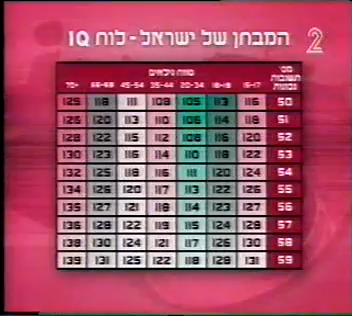 המבחן של ישראל - לוח IQ 2
טווח גילאים
מס' תשובות נכונות 15-17 18-19 20-34 35-44 45-54 70+
50 116 113 105 108 111 118 125
51 118 114 106 110 113 120 126
52 120 116 108 112 115 122 128
53 122 118 110 114 116 123 130
54 124 120 111 116 118 125 132
55 126 122 113 117 120 126 134
56 127 123 114 118 121 127 135
57 128 124 115 119 122 128 136
58 130 126 117 121 124 130 138
59 131 128 118 122 125 131 139